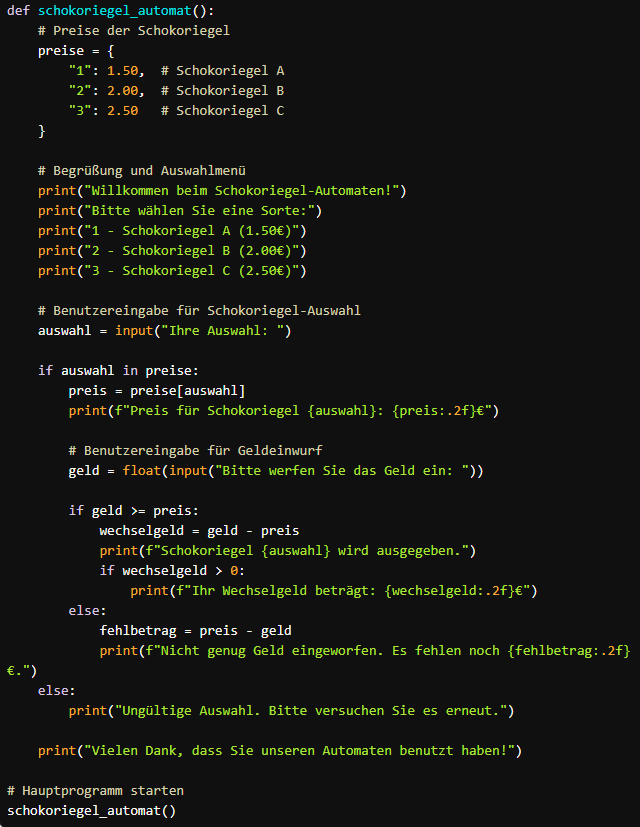 def schokoriegel_automat():
    # Preise der Schokoriegel
    preise = {
        "1": 1.50,  # Schokoriegel A
        "2": 2.00,  # Schokoriegel B
        "3": 2.50   # Schokoriegel C
    }

    # Begrüßung und Auswahlmenü
    print("Willkommen beim Schokoriegel-Automaten!")
    print("Bitte wählen Sie eine Sorte:")
    print("1 - Schokoriegel A (1.50€)")
    print("2 - Schokoriegel B (2.00€)")
    print("3 - Schokoriegel C (2.50€)")

    # Benutzereingabe für Schokoriegel-Auswahl
    auswahl = input("Ihre Auswahl: ")

    if auswahl in preise:
        preis = preise[auswahl]
        print(f"Preis für Schokoriegel {auswahl}: {preis:.2f}€")

        # Benutzereingabe für Geldeinwurf
        geld = float(input("Bitte werfen Sie das Geld ein: "))

        if geld >= preis:
            wechselgeld = geld - preis
            print(f"Schokoriegel {auswahl} wird ausgegeben.")
            if wechselgeld > 0:
                print(f"Ihr Wechselgeld beträgt: {wechselgeld:.2f}€")
        else:
            fehlbetrag = preis - geld
            print(f"Nicht genug Geld eingeworfen. Es fehlen noch {fehlbetrag:.2f}
€.")
    else:
        print("Ungültige Auswahl. Bitte versuchen Sie es erneut.")

    print("Vielen Dank, dass Sie unseren Automaten benutzt haben!")

# Hauptprogramm starten
schokoriegel_automat()